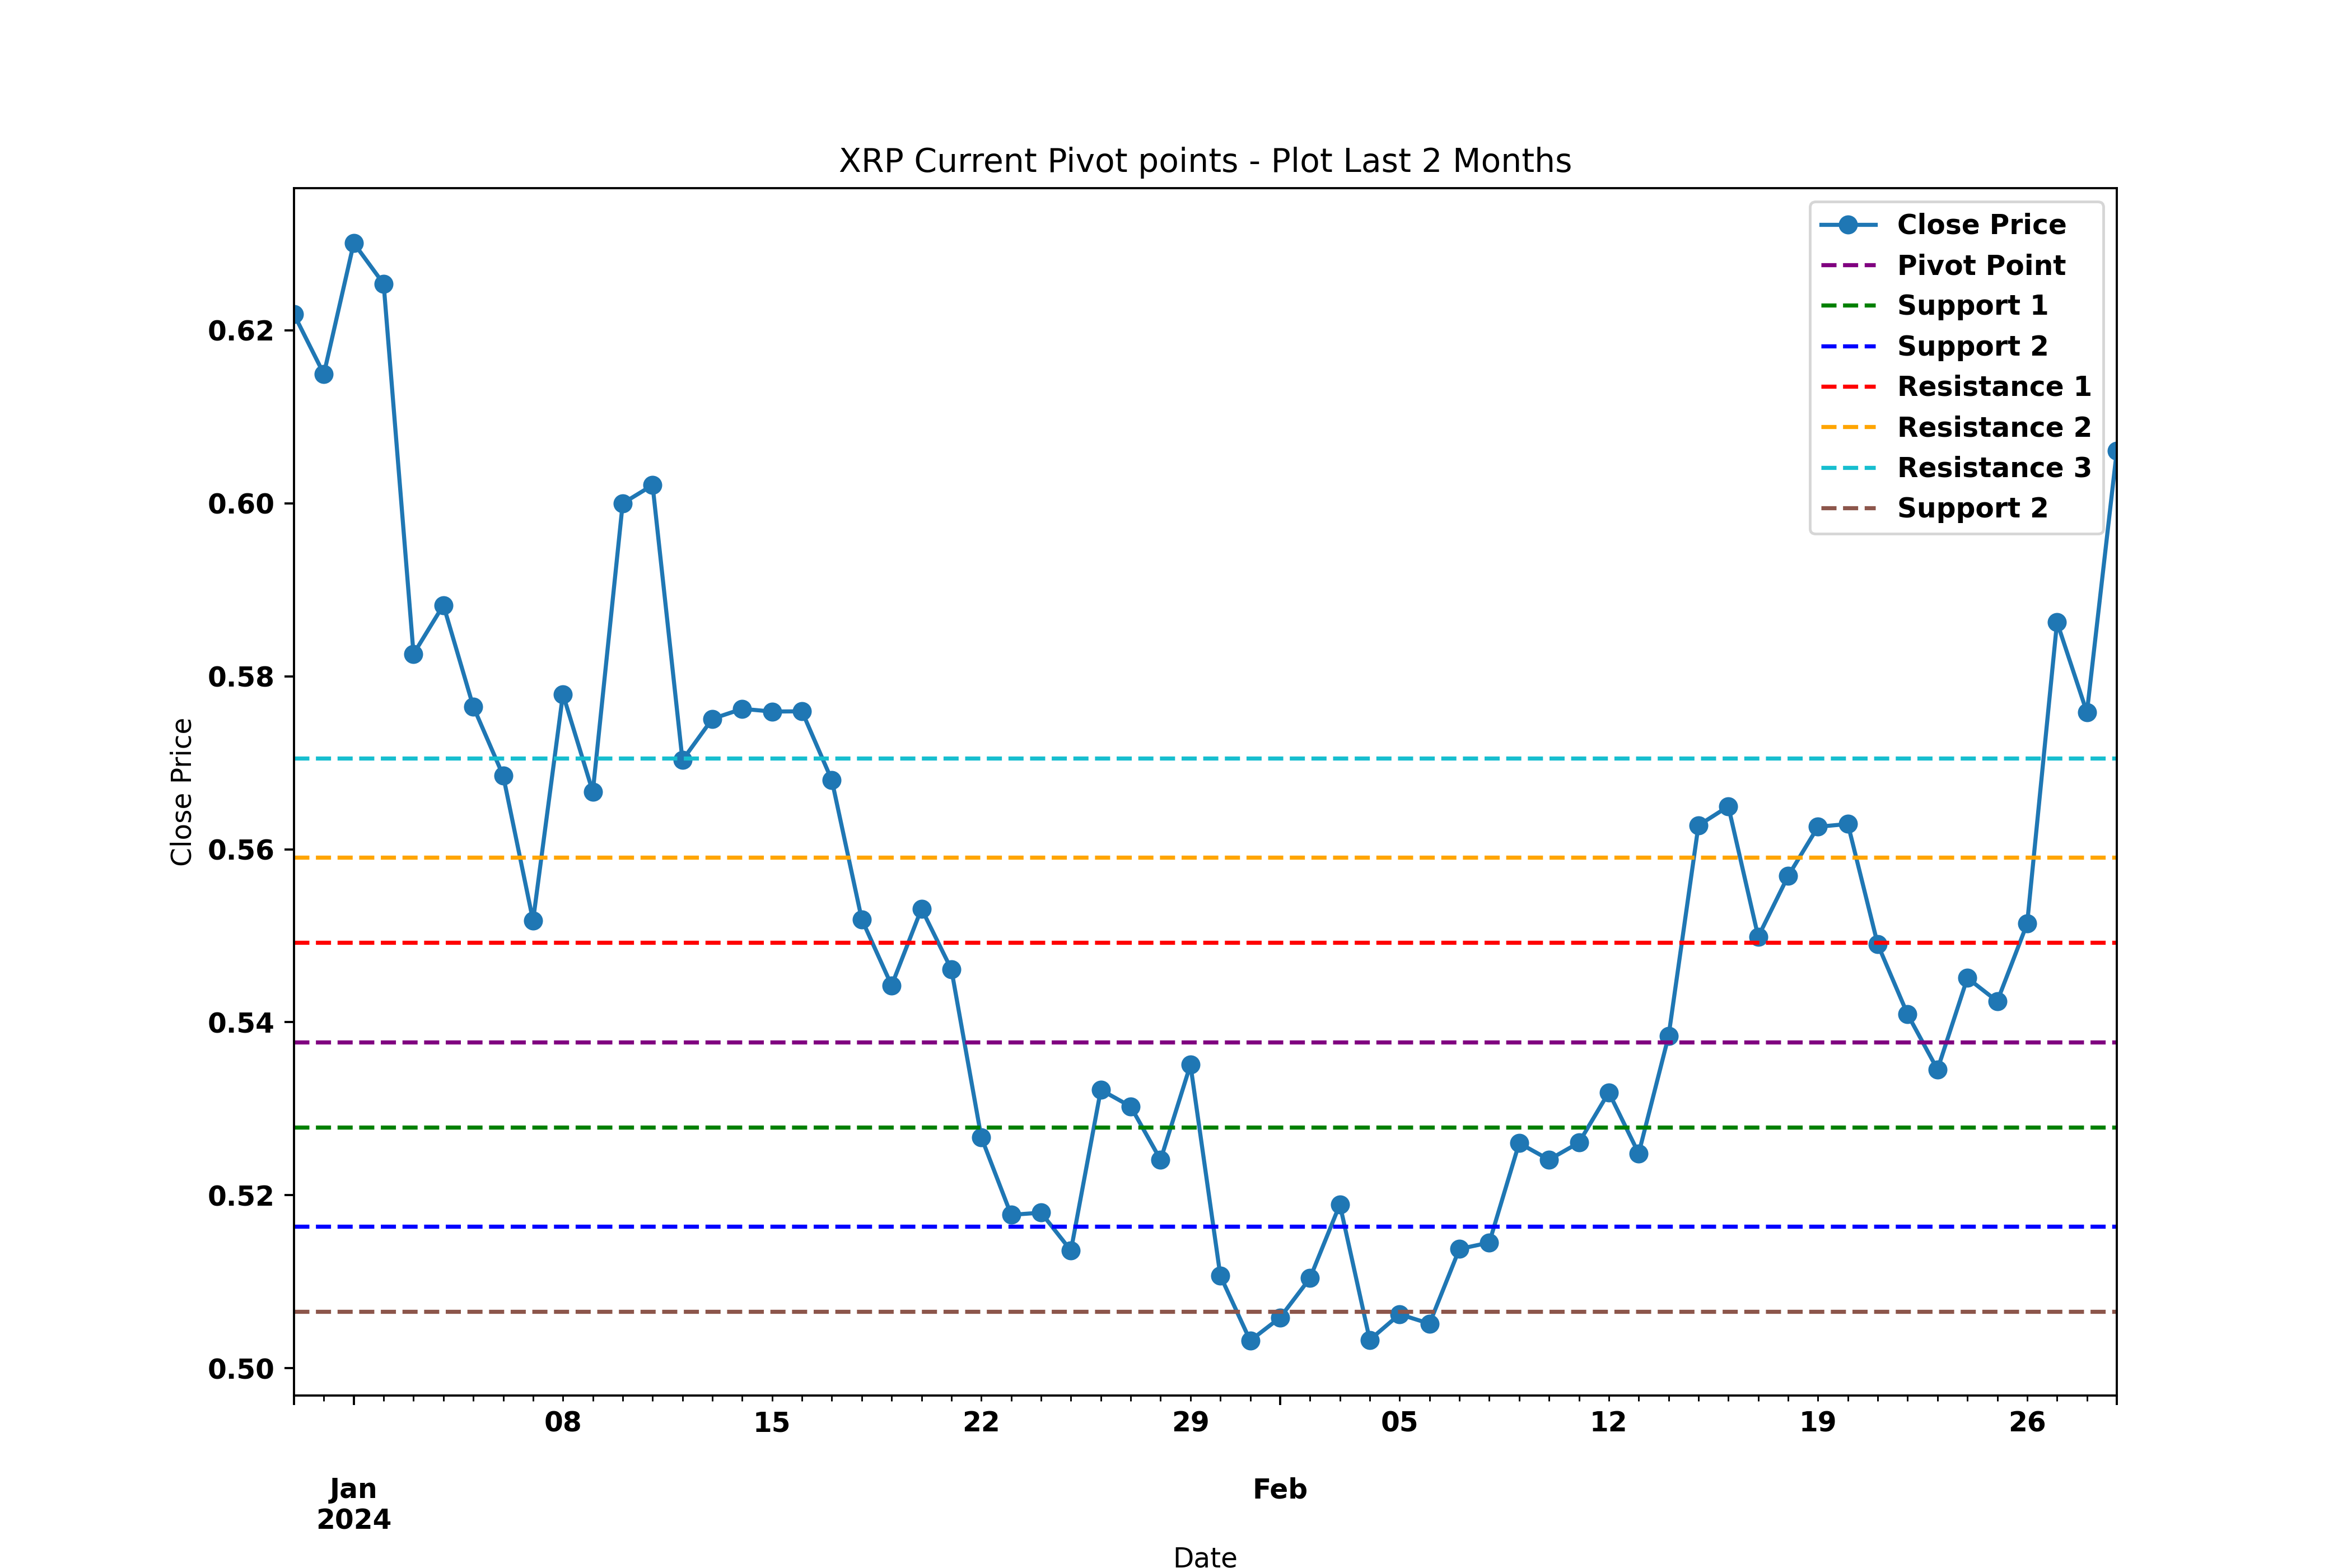 XRP Current Pivot points - Plot Last 2 Months
Close Price
Pivot Point
Support 1
Support 2
Resistance 1
Resistance 2
Resistance 3
Support 2
0.62
0.60
0.58
0.56
0.54
0.52
0.50
Close Price
08 15 22 29 05 12 19 26
Jan Feb
2024
Date